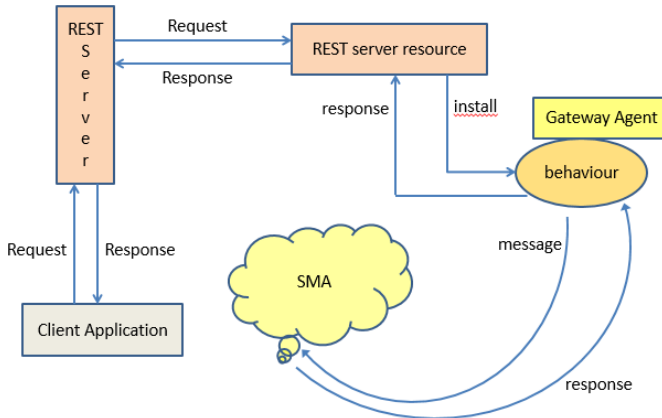 REST
S
e
r
v
e
r
Request
Response
REST server resource
response
install
Gateway Agent
behaviour
Request
Response
message
SMA
Client Application
response